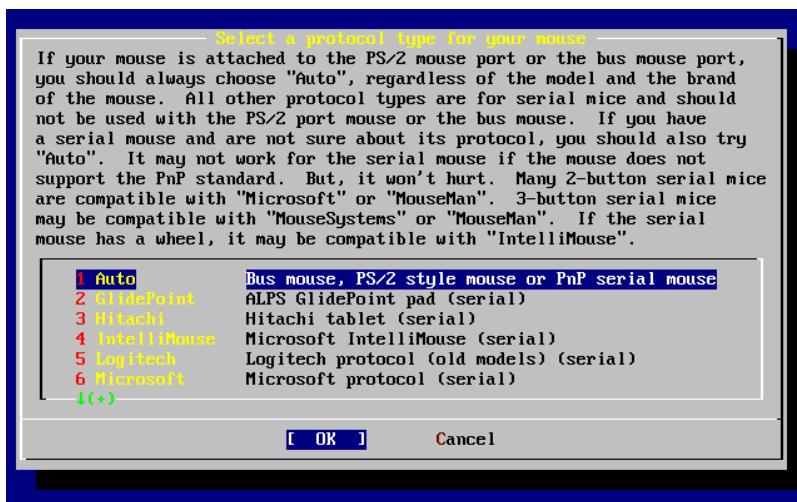 Select a protocol type for your mouse
If your mouse is attached to the PS/2 mouse port or the bus mouse port,
you should always choose "Auto", regardless of the model and the brand
of the mouse.  All other protocol types are for serial mice and should
not be used with the PS/2 port mouse or the bus mouse.  If you have
a serial mouse and are not sure about its protocol, you should also try
"Auto".  It may not work for the serial mouse if the mouse does not
support the PnP standard.  But, it won't hurt.  Many 2-button serial mice
are compatible with "Microsoft" or "MouseMan".  3-button serial mice
may be compatible with "MouseSystems" or "MouseMan".  If the serial
mouse has a wheel, it may be compatible with "IntelliMouse".
1 Auto Bus mouse, PS/2 style mouse or PnP serial mouse
2 GlidePoint ALPS GlidePoint pad (serial)
3 Hitachi Hitachi tablet (serial)
4 IntelliMouse Microsoft IntelliMouse (serial)
5 Logitech Logitech protocol (old models) (serial)
6 Microsoft Microsoft protocol (serial)
↓(+)
[ OK ] Cancel